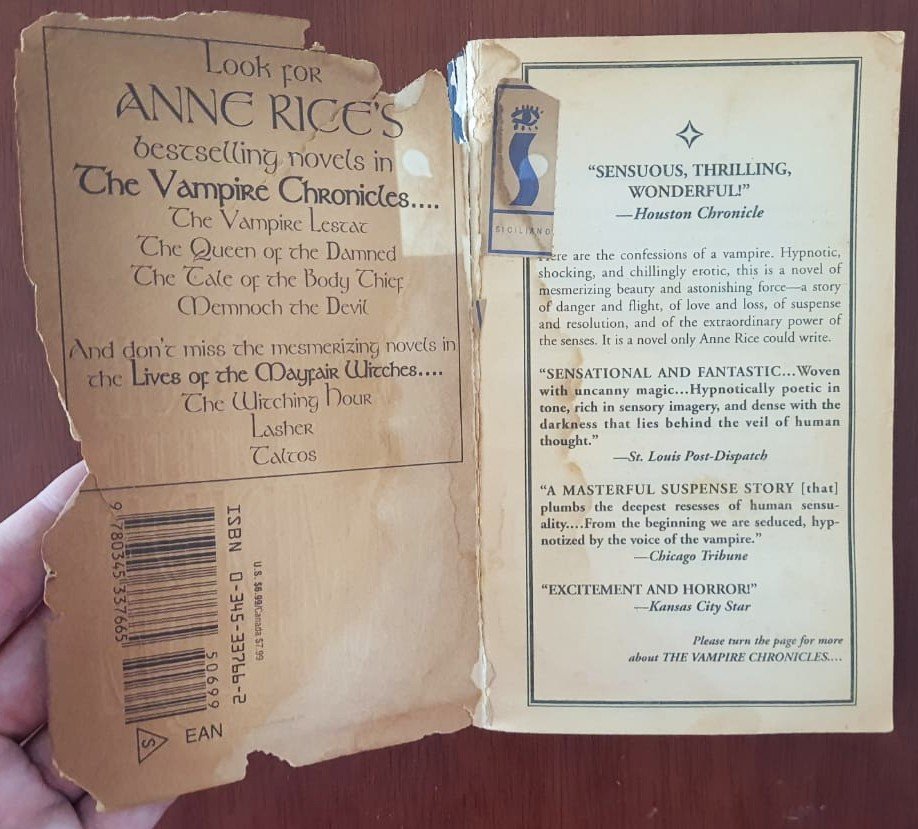 Look for
ANNE RICE'S
bestselling novels in
The Vampire Chronicles....
The Vampire Lestat
The Queen of the Damned
The Tale of the Body Thief
Memnoch the Devil
And don't miss the mesmerizing novels in
the Lives of the Mayfair Witches....
The Witching Hour
Lasher
Taltos
9 780345 337665
50699
ISBN 0-345-33766-2
U.S. $6.99/Canada $7.99
S
EAN
SICILIANO
"SENSUOUS, THRILLING,
WONDERFUL!"
—Houston Chronicle
Here are the confessions of a vampire. Hypnotic,
shocking, and chillingly erotic, this is a novel of
mesmerizing beauty and astonishing force—a story
of danger and flight, of love and loss, of suspense
and resolution, and of the extraordinary power of
the senses. It is a novel only Anne Rice could write.
"SENSATIONAL AND FANTASTIC...Woven
with uncanny magic...Hypnotically poetic in
tone, rich in sensory imagery, and dense with the
darkness that lies behind the veil of human
thought."
—St. Louis Post-Dispatch
"A MASTERFUL SUSPENSE STORY [that]
plumbs the deepest resesses of human sensu-
ality....From the beginning we are seduced, hyp-
notized by the voice of the vampire."
—Chicago Tribune
"EXCITEMENT AND HORROR!"
—Kansas City Star
Please turn the page for more
about THE VAMPIRE CHRONICLES....